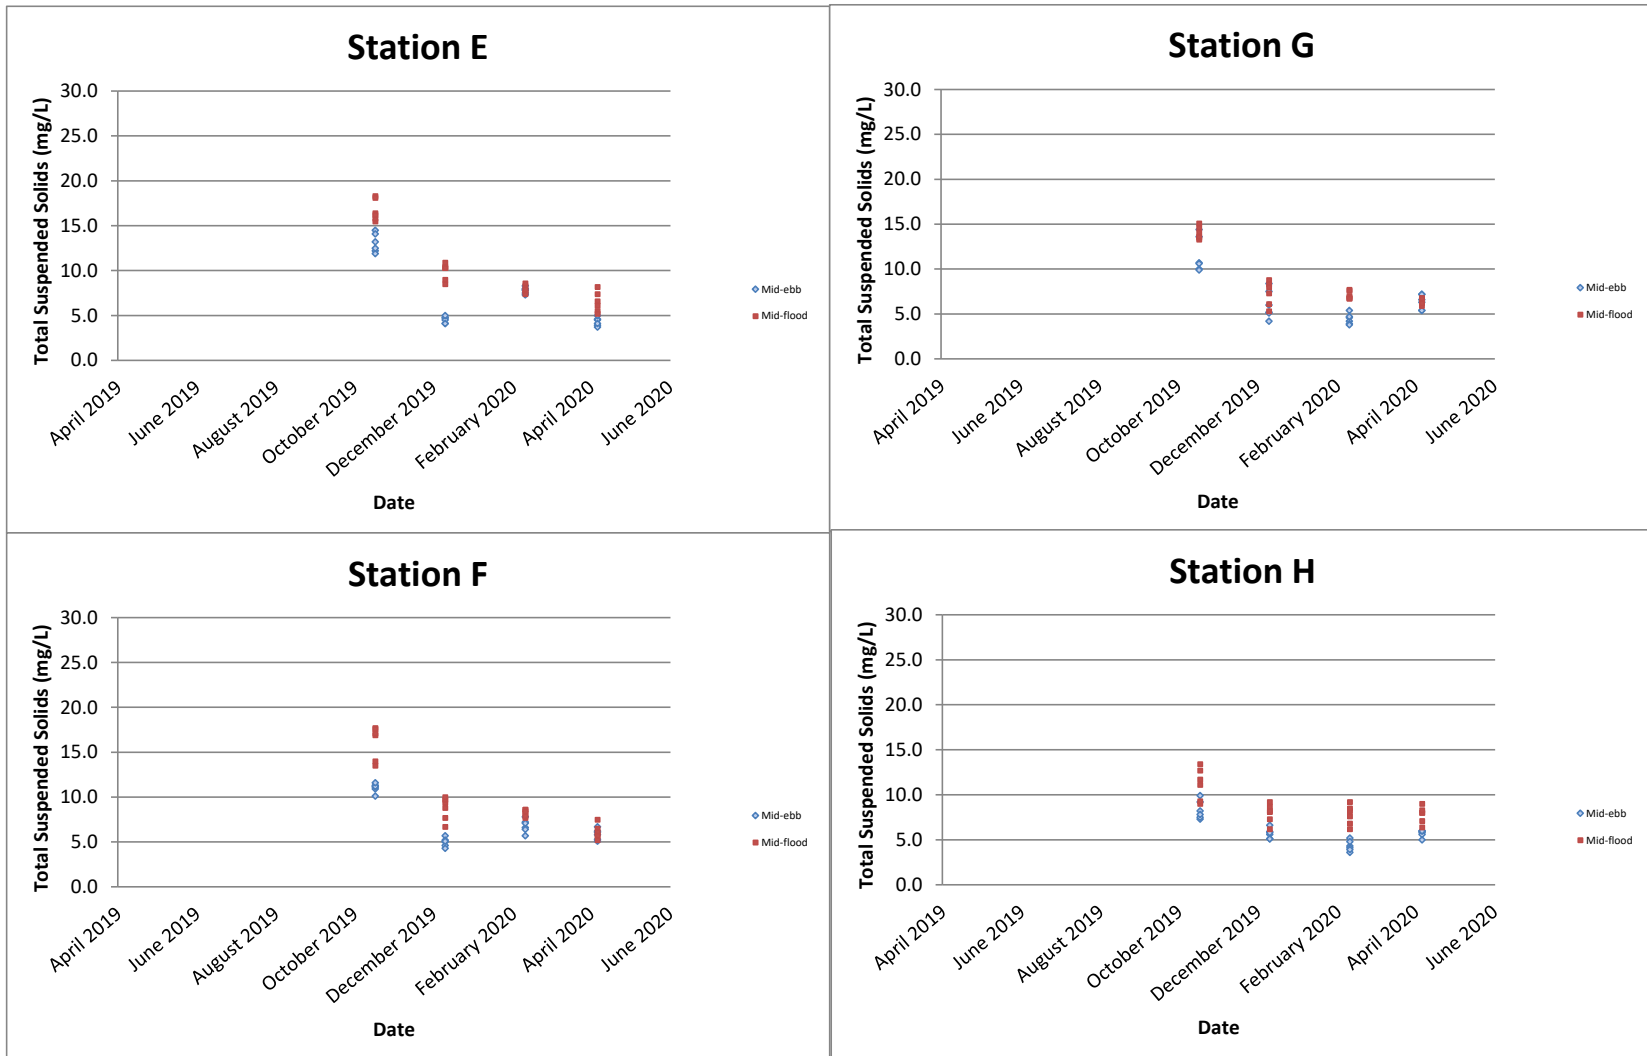 Station E
Total Suspended Solids (mg/L)
30.0
25.0
20.0
15.0
10.0
5.0
0.0
April 2019
June 2019
August 2019
October 2019
December 2019
February 2020
April 2020
June 2020
Date
Mid-ebb
Mid-flood
Station G
Total Suspended Solids (mg/L)
30.0
25.0
20.0
15.0
10.0
5.0
0.0
April 2019
June 2019
August 2019
October 2019
December 2019
February 2020
April 2020
June 2020
Date
Mid-ebb
Mid-flood
Station F
Total Suspended Solids (mg/L)
30.0
25.0
20.0
15.0
10.0
5.0
0.0
April 2019
June 2019
August 2019
October 2019
December 2019
February 2020
April 2020
June 2020
Date
Mid-ebb
Mid-flood
Station H
Total Suspended Solids (mg/L)
30.0
25.0
20.0
15.0
10.0
5.0
0.0
April 2019
June 2019
August 2019
October 2019
December 2019
February 2020
April 2020
June 2020
Date
Mid-ebb
Mid-flood